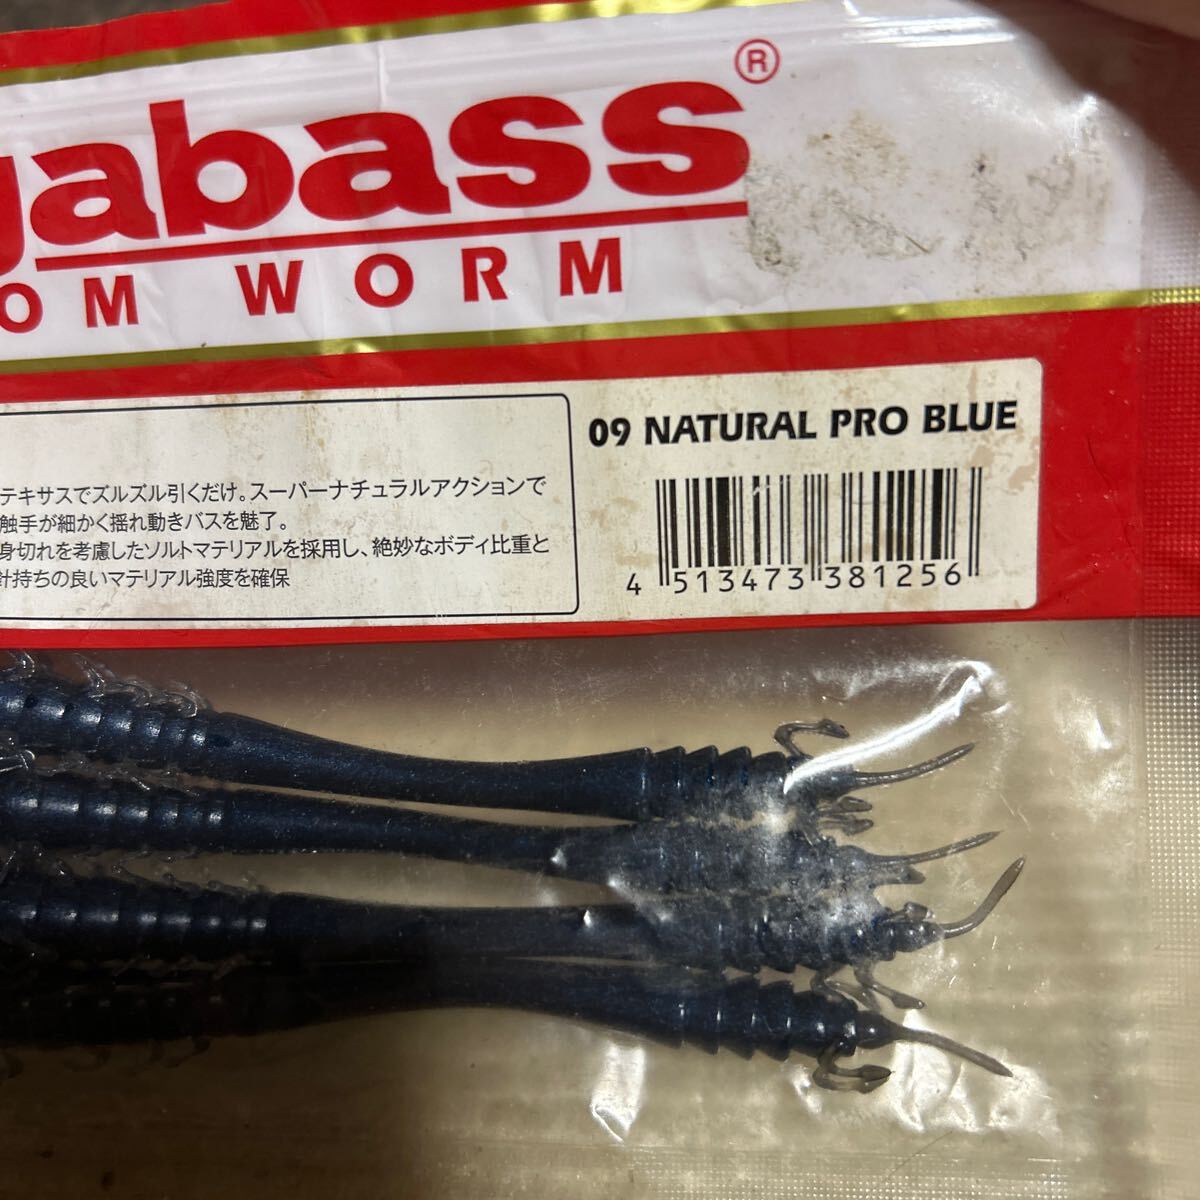 gabass®
OM WORM
09 NATURAL PRO BLUE
テキサスでズルズル引くだけ。スーパーナチュラルアクションで
触手が細かく揺れ動きバスを魅了。
身切れを考慮したソルトマテリアルを採用し、絶妙なボディ比重と
針持ちの良いマテリアル強度を確保
4 513473 381256